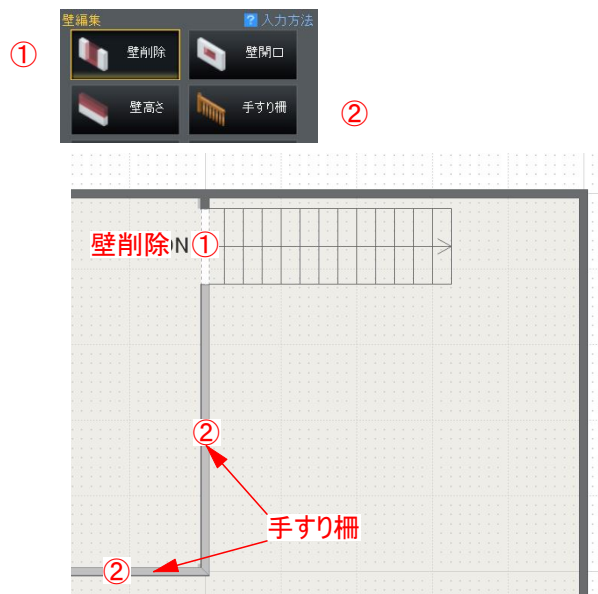 壁編集 ? 入力方法
① 壁削除 壁開口
壁高さ 手すり柵 ②
壁削除 N ①
②
手すり柵
②